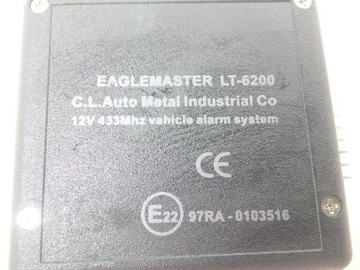 EAGLEMASTER LT-6200
C.L.Auto Metal Industrial Co
12V 433Mhz vehicle alarm system
CE
E22 97RA - 0103516